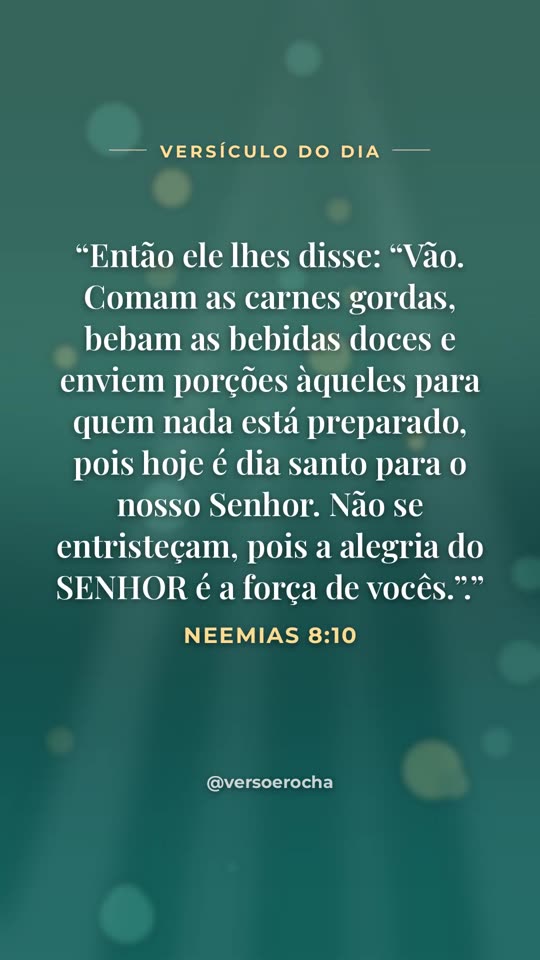 VERSÍCULO DO DIA
“Então ele lhes disse: “Vão.
Comam as carnes gordas,
bebam as bebidas doces e
enviem porções àqueles para
quem nada está preparado,
pois hoje é dia santo para o
nosso Senhor. Não se
entristeçam, pois a alegria do
SENHOR é a força de vocês.”.”
NEEMIAS 8:10
@versoerocha